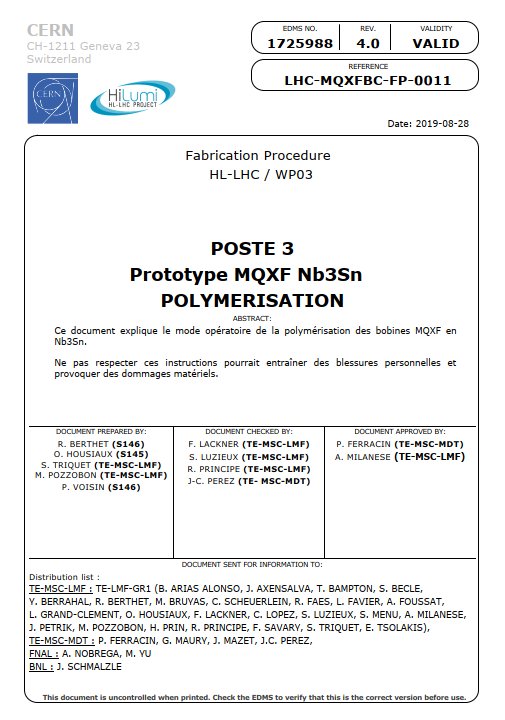 CERN
CH-1211 Geneva 23
Switzerland
EDMS NO.
REV.
VALIDITY
1725988
4.0
VALID
REFERENCE
LHC-MQXFBC-FP-0011
CERN
HiLumi
HL-LHC PROJECT
Date: 2019-08-28
Fabrication Procedure
HL-LHC / WP03
POSTE 3
Prototype MQXF Nb3Sn
POLYMERISATION
ABSTRACT:
Ce document explique le mode opératoire de la polymérisation des bobines MQXF en
Nb3Sn.
Ne pas respecter ces instructions pourrait entraîner des blessures personnelles et
provoquer des dommages matériels.
DOCUMENT PREPARED BY:
R. BERTHET (S146)
O. HOUSIAUX (S145)
S. TRIQUET (TE-MSC-LMF)
M. POZZOBON (TE-MSC-LMF)
P. VOISIN (S146)
DOCUMENT CHECKED BY:
F. LACKNER (TE-MSC-LMF)
S. LUZIEUX (TE-MSC-LMF)
R. PRINCIPE (TE-MSC-LMF)
J-C. PEREZ (TE- MSC-MDT)
DOCUMENT APPROVED BY:
P. FERRACIN (TE-MSC-MDT)
A. MILANESE (TE-MSC-LMF)
DOCUMENT SENT FOR INFORMATION TO:
Distribution list :
TE-MSC-LMF : TE-LMF-GR1 (B. ARIAS ALONSO, J. AXENSALVA, T. BAMPTON, S. BECLE,
Y. BERRAHAL, R. BERTHET, M. BRUYAS, C. SCHEUERLEIN, R. FAES, L. FAVIER, A. FOUSSAT,
L. GRAND-CLEMENT, O. HOUSIAUX, F. LACKNER, C. LOPEZ, S. LUZIEUX, S. MENU, A. MILANESE,
J. PETRIK, M. POZZOBON, H. PRIN, R. PRINCIPE, F. SAVARY, S. TRIQUET, E. TSOLAKIS),
TE-MSC-MDT : P. FERRACIN, G. MAURY, J. MAZET, J.C. PEREZ,
FNAL : A. NOBREGA, M. YU
BNL : J. SCHMALZLE
This document is uncontrolled when printed. Check the EDMS to verify that this is the correct version before use.